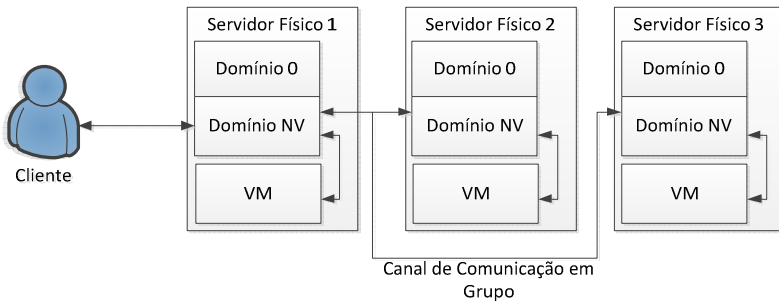 Servidor Físico 1
Domínio 0
Domínio NV
VM
Servidor Físico 2
Domínio 0
Domínio NV
VM
Servidor Físico 3
Domínio 0
Domínio NV
VM
Cliente
Canal de Comunicação em
Grupo